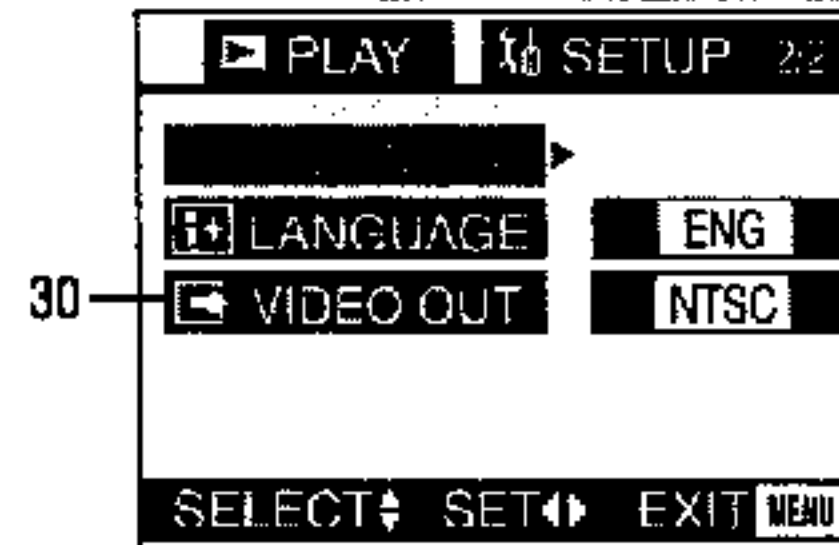 PLAY SETUP 2/2
LANGUAGE ENG
30 VIDEO OUT NTSC
SELECT SET EXIT MENU